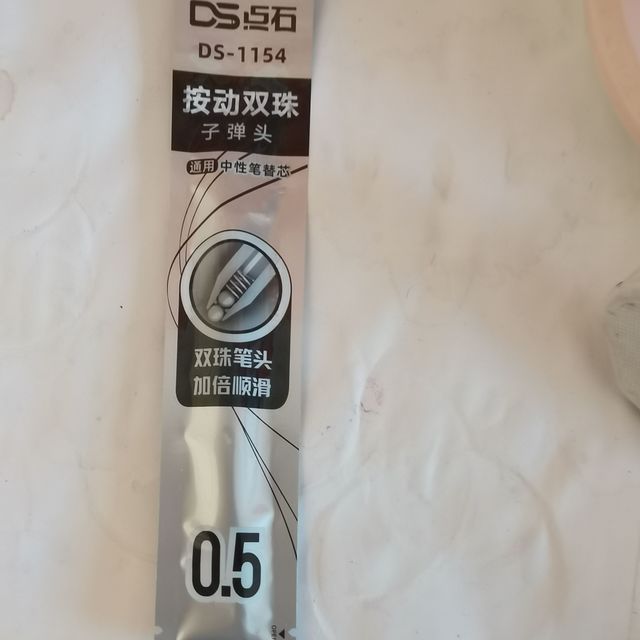 DS点石
DS-1154
按动双珠
子弹头
通用 中性笔替芯
双珠笔头
加倍顺滑
0.5